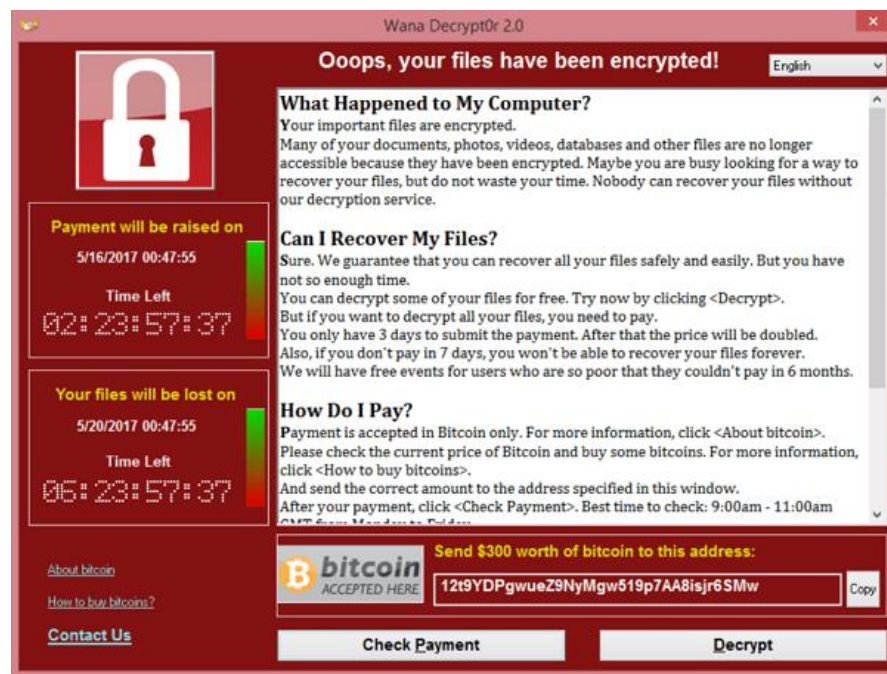 Wana Decrypt0r 2.0
Ooops, your files have been encrypted!
English
Payment will be raised on
5/16/2017 00:47:55
Time Left
02:23:57:37
Your files will be lost on
5/20/2017 00:47:55
Time Left
06:23:57:37
About bitcoin
How to buy bitcoins?
Contact Us
What Happened to My Computer?
Your important files are encrypted.
Many of your documents, photos, videos, databases and other files are no longer
accessible because they have been encrypted. Maybe you are busy looking for a way to
recover your files, but do not waste your time. Nobody can recover your files without
our decryption service.
Can I Recover My Files?
Sure. We guarantee that you can recover all your files safely and easily. But you have
not so enough time.
You can decrypt some of your files for free. Try now by clicking <Decrypt>.
But if you want to decrypt all your files, you need to pay.
You only have 3 days to submit the payment. After that the price will be doubled.
Also, if you don't pay in 7 days, you won't be able to recover your files forever.
We will have free events for users who are so poor that they couldn't pay in 6 months.
How Do I Pay?
Payment is accepted in Bitcoin only. For more information, click <About bitcoin>.
Please check the current price of Bitcoin and buy some bitcoins. For more information,
click <How to buy bitcoins>.
And send the correct amount to the address specified in this window.
After your payment, click <Check Payment>. Best time to check: 9:00am - 11:00am
GMT from Monday to Friday
bitcoin
ACCEPTED HERE
Send $300 worth of bitcoin to this address:
12t9YDPgwueZ9NyMgw519p7AA8isjr6SMw
Copy
Check Payment
Decrypt